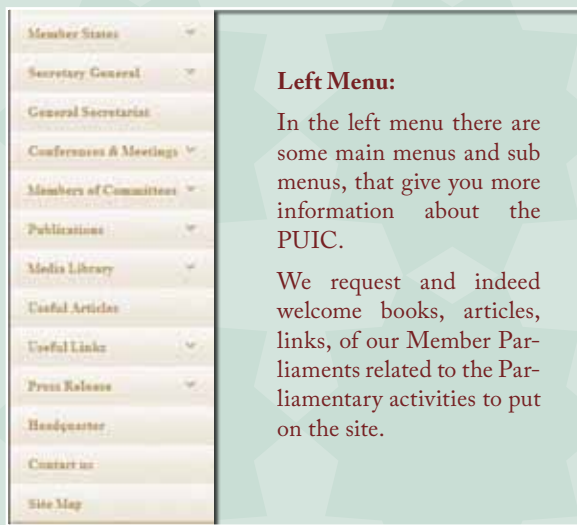 Member States
Secretary General
General Secretariat
Conferences & Meetings
Members of Committees
Publications
Media Library
Useful Articles
Useful Links
Press Release
Headquarter
Contact us
Site Map
Left Menu:
In the left menu there are
some main menus and sub
menus, that give you more
information about the
PUIC.
We request and indeed
welcome books, articles,
links, of our Member Par-
liaments related to the Par-
liamentary activities to put
on the site.